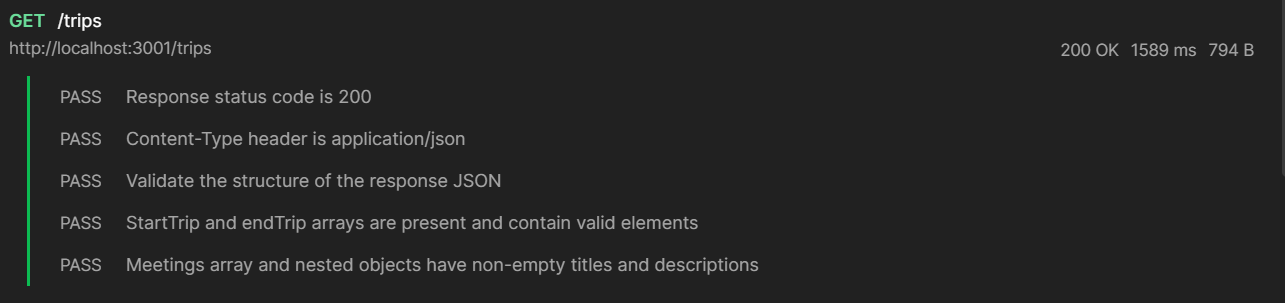 GET /trips
http://localhost:3001/trips 200 OK 1589 ms 794 B
PASS Response status code is 200
PASS Content-Type header is application/json
PASS Validate the structure of the response JSON
PASS StartTrip and endTrip arrays are present and contain valid elements
PASS Meetings array and nested objects have non-empty titles and descriptions